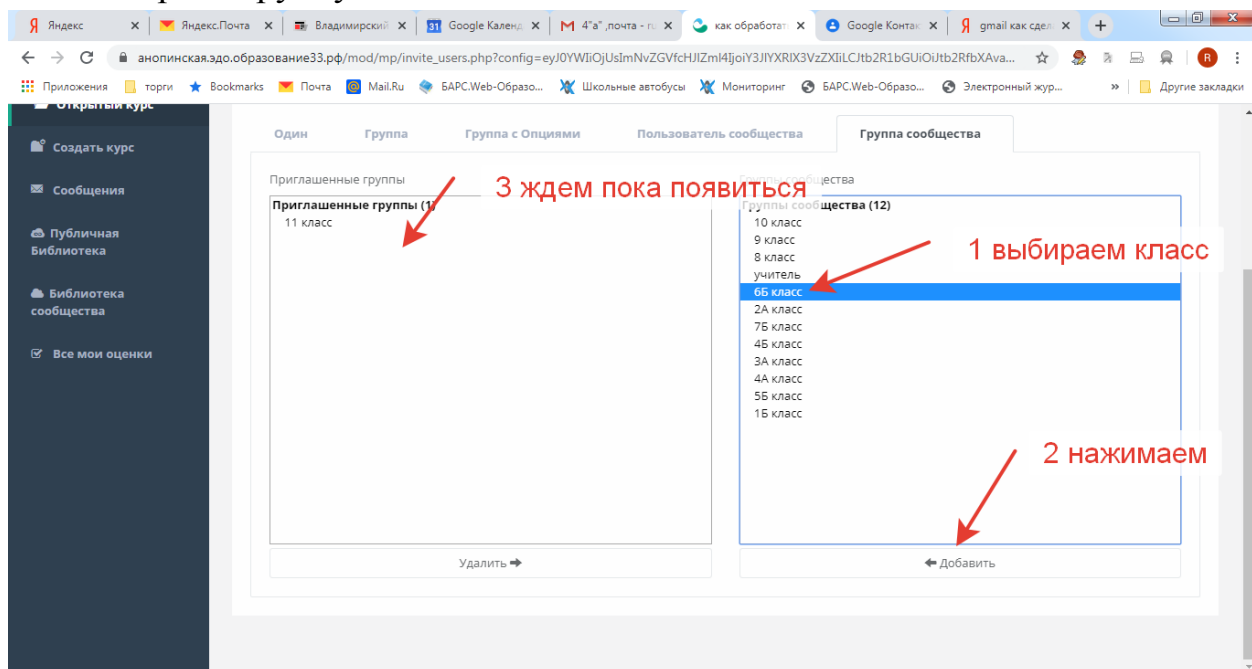 Яндекс
Яндекс.Почта
Владимирский
31 Google Календ
4"а" ,почта - ru
как обработат
Google Контак
gmail как сдел
анопинская.эдо.образование33.рф/mod/mp/invite_users.php?config=
Приложения торги Bookmarks Почта Mail.Ru БАРС.Web-Образо... Школьные автобусы Мониторинг БАРС.Web-Образо... Электронный жур... » Другие закладки
Открытый курс
Создать курс
Сообщения
Публичная
Библиотека
Библиотека
сообщества
Все мои оценки
Один Группа Группа с Опциями Пользователь сообщества Группа сообщества
Приглашенные группы
Приглашенные группы (1)
11 класс
3 ждем пока появиться
Группы сообщества
Группы сообщества (12)
10 класс
9 класс
8 класс
учитель
6Б класс
2А класс
7Б класс
4Б класс
3А класс
4А класс
5Б класс
1Б класс
1 выбираем класс
2 нажимаем
Удалить
Добавить